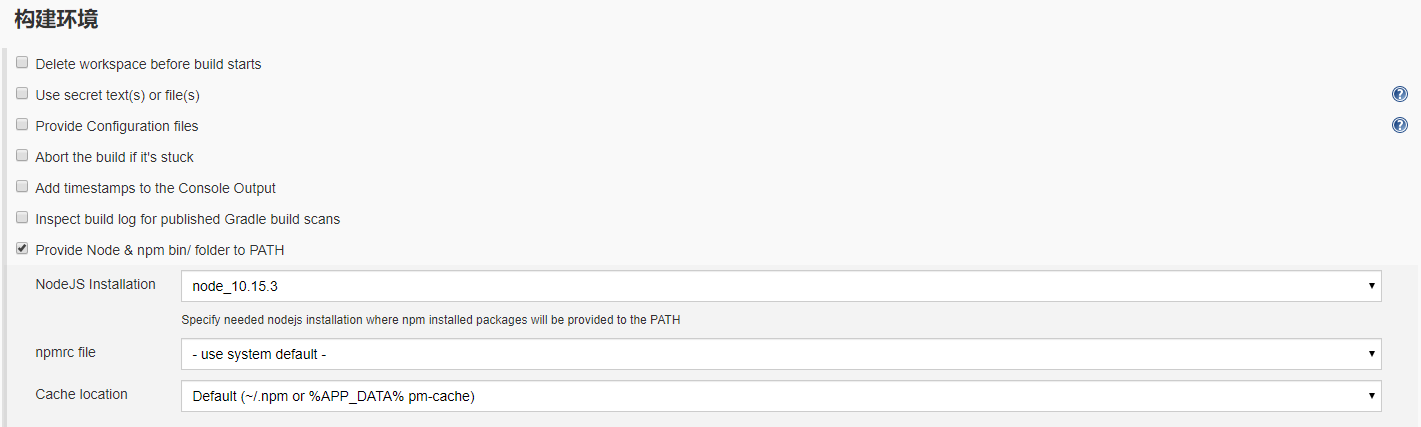 构建环境
Delete workspace before build starts
Use secret text(s) or file(s)
Provide Configuration files
Abort the build if it's stuck
Add timestamps to the Console Output
Inspect build log for published Gradle build scans
Provide Node & npm bin/ folder to PATH
NodeJS Installation node_10.15.3
Specify needed nodejs installation where npm installed packages will be provided to the PATH
npmrc file - use system default -
Cache location Default (~/.npm or %APP_DATA% pm-cache)